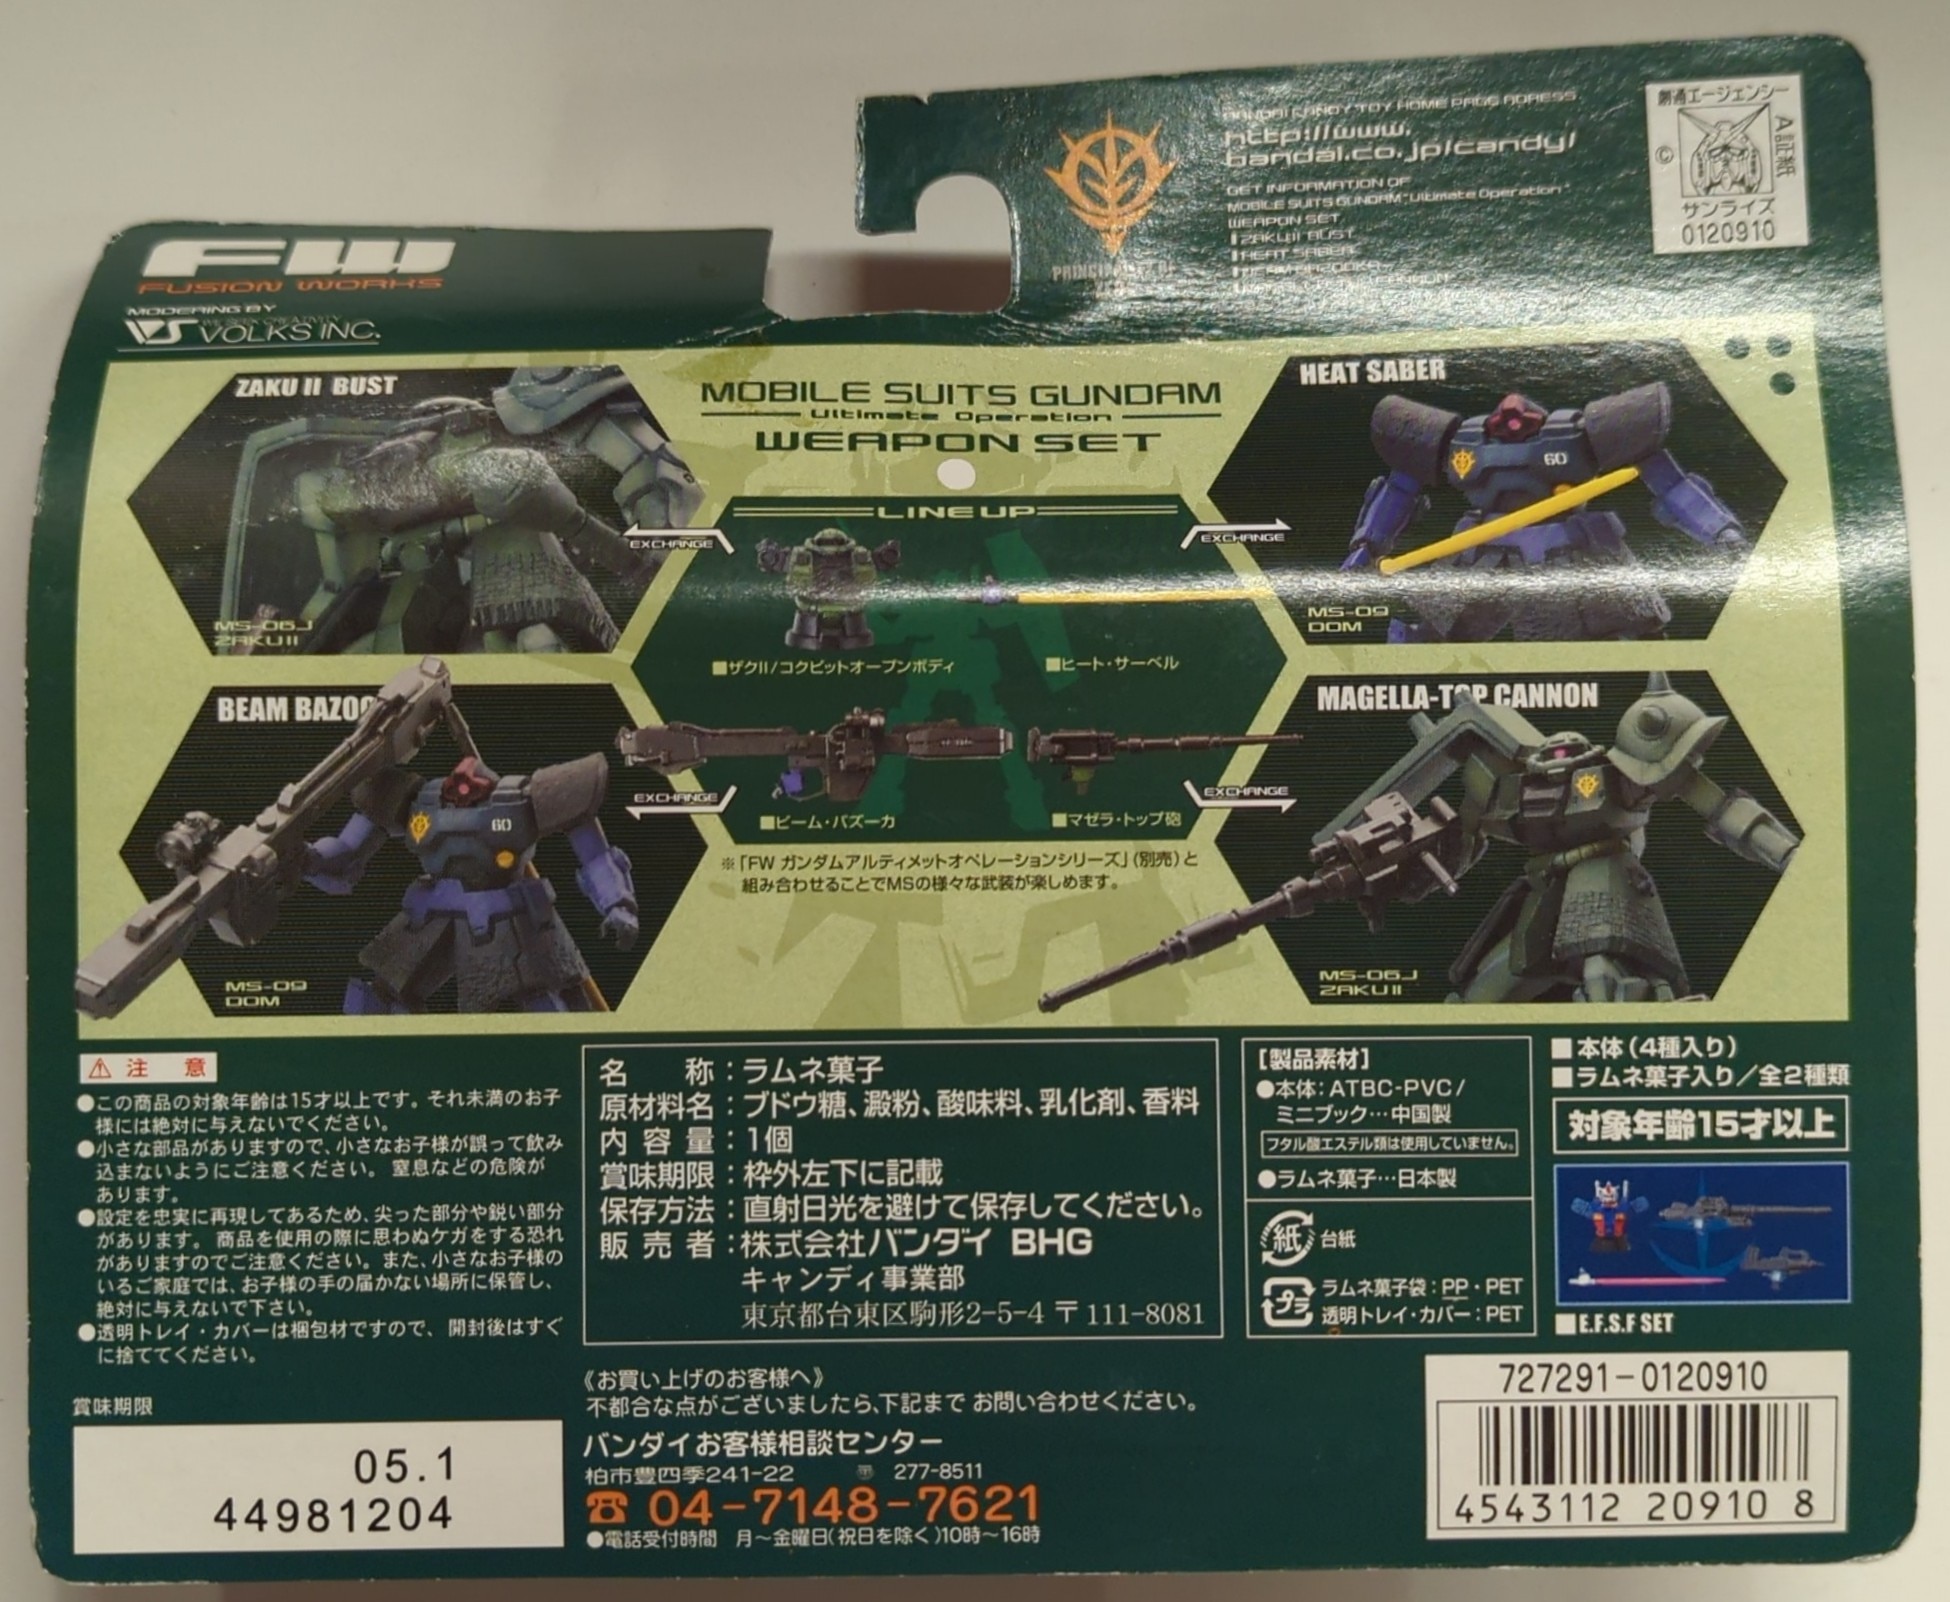 FW
FUSION WORKS
MODERING BY
VS VOLKS INC.
BANDAI CANDY TOY HOME PAGE ADRESS
http://www.
bandai.co.jp/candy/
GET INFORMATION OF
MOBILE SUITS GUNDAM "Ultimate Operation"
WEAPON SET.
ZAKU II BUST
HEAT SABER
創通エージェンシー
©
A証紙
サンライズ
0120910
MOBILE SUITS GUNDAM
Ultimate Operation
WEAPON SET
LINE UP
ZAKU II BUST
MS-06J
ZAKU II
EXCHANGE
HEAT SABER
60
MS-09
DOM
EXCHANGE
■ザクII/コクピットオープンボディ
■ヒート・サーベル
BEAM BAZOO
60
MS-09
DOM
EXCHANGE
MAGELLA-TOP CANNON
MS-06J
ZAKU II
EXCHANGE
■ビーム・バズーカ
■マゼラ・トップ砲
※「FW ガンダムアルティメットオペレーションシリーズ」(別売)と
組み合わせることでMSの様々な武装が楽しめます。
⚠ 注 意
●この商品の対象年齢は15才以上です。それ未満のお子
様には絶対に与えないでください。
●小さな部品がありますので、小さなお子様が誤って飲み
込まないようにご注意ください。窒息などの危険が
あります。
●設定を忠実に再現してあるため、尖った部分や鋭い部分
があります。商品を使用の際に思わぬケガをする恐れ
がありますのでご注意ください。また、小さなお子様の
いるご家庭では、お子様の手の届かない場所に保管し、
絶対に与えないで下さい。
●透明トレイ・カバーは梱包材ですので、開封後はすぐ
に捨ててください。
賞味期限
05.1
44981204
名 称:ラムネ菓子
原材料名:ブドウ糖、澱粉、酸味料、乳化剤、香料
内 容 量:1個
賞味期限:枠外左下に記載
保存方法:直射日光を避けて保存してください。
販 売 者:株式会社バンダイ BHG
キャンディ事業部
東京都台東区駒形2-5-4 〒111-8081
《お買い上げのお客様へ》
不都合な点がございましたら、下記まで お問い合わせください。
バンダイお客様相談センター
柏市豊四季241-22 〒 277-8511
☎ 04-7148-7621
●電話受付時間 月〜金曜日(祝日を除く)10時〜16時
[製品素材]
●本体:ATBC-PVC/
ミニブック…中国製
フタル酸エステル類は使用していません。
●ラムネ菓子…日本製
紙 台紙
プラ ラムネ菓子袋:PP・PET
透明トレイ・カバー:PET
■本体(4種入り)
■ラムネ菓子入り/全2種類
対象年齢15才以上
■E.F.S.F SET
727291-0120910
4543112 20910 8